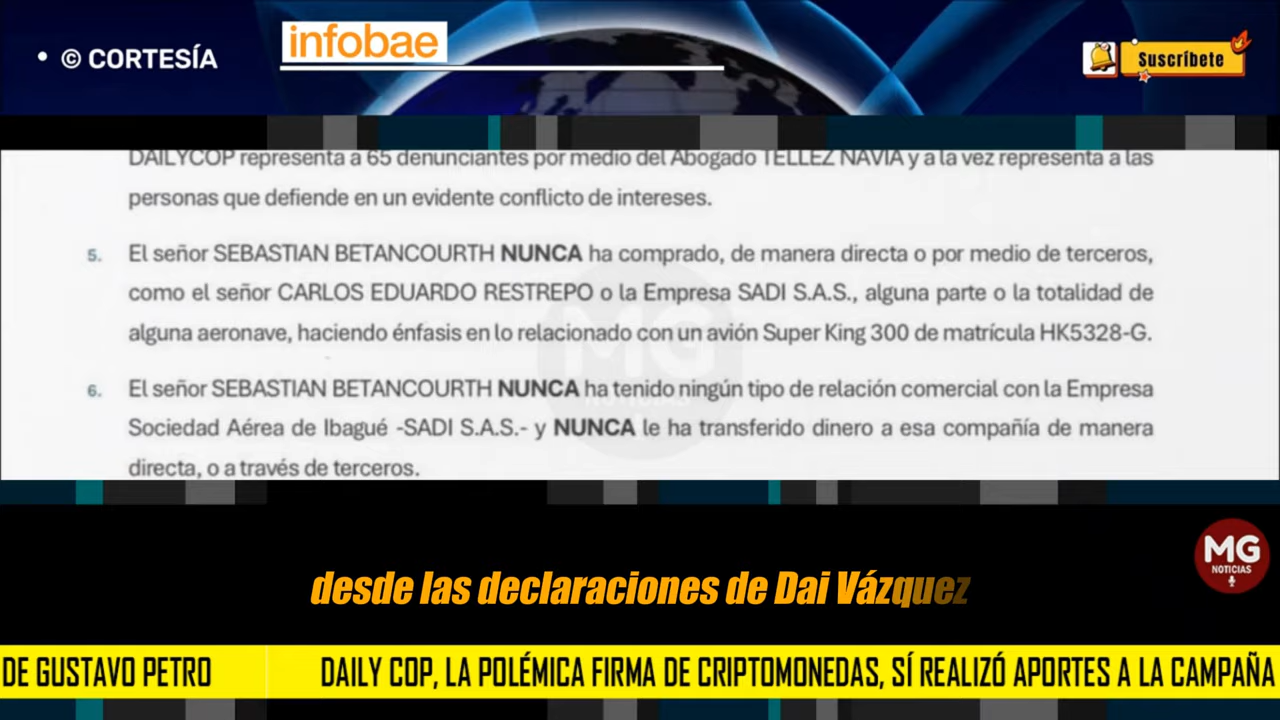 • © CORTESÍA
infobae
Suscríbete
DAILYCOP representa a 65 denunciantes por medio del Abogado TELLEZ NAVIA y a la vez representa a las
personas que defiende en un evidente conflicto de intereses.
5. El señor SEBASTIAN BETANCOURTH NUNCA ha comprado, de manera directa o por medio de terceros,
como el señor CARLOS EDUARDO RESTREPO o la Empresa SADI S.A.S., alguna parte o la totalidad de
alguna aeronave, haciendo énfasis en lo relacionado con un avión Super King 300 de matrícula HK5328-G.
6. El señor SEBASTIAN BETANCOURTH NUNCA ha tenido ningún tipo de relación comercial con la Empresa
Sociedad Aérea de Ibagué -SADI S.A.S.- y NUNCA le ha transferido dinero a esa compañía de manera
directa, o a través de terceros.
MG
NOTICIAS
desde las declaraciones de Dai Vázquez
MG
NOTICIAS
DE GUSTAVO PETRO DAILY COP, LA POLÉMICA FIRMA DE CRIPTOMONEDAS, SÍ REALIZÓ APORTES A LA CAMPAÑA